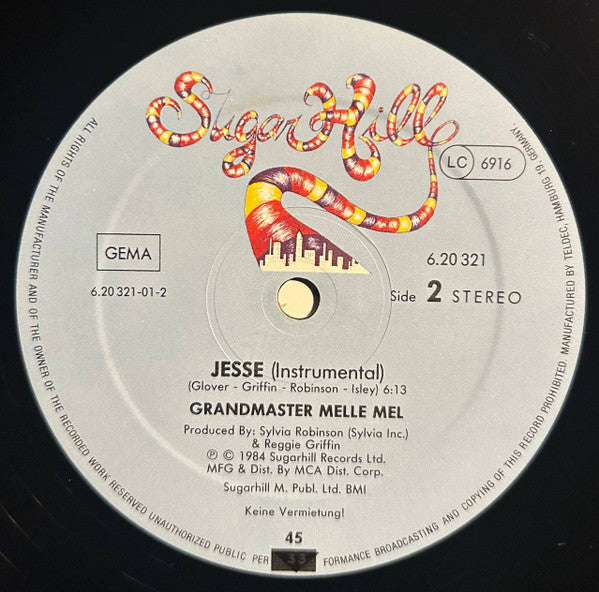 Sugar Hill
LC 6916
GEMA
6.20 321
6.20 321-01-2
Side 2 STEREO
JESSE (Instrumental)
(Glover - Griffin - Robinson - Isley) 6:13
GRANDMASTER MELLE MEL
Produced By: Sylvia Robinson (Sylvia Inc.)
& Reggie Griffin
℗ © 1984 Sugarhill Records Ltd.
MFG & Dist. By MCA Dist. Corp.
Sugarhill M. Publ. Ltd. BMI
Keine Vermietung!
45
33
ALL RIGHTS OF THE MANUFACTURER AND OF THE OWNER OF THE RECORDED WORK RESERVED UNAUTHORIZED PUBLIC PERFORMANCE BROADCASTING AND COPYING OF THIS RECORD PROHIBITED MANUFACTURED BY TELDEC, HAMBURG 19, GERMANY.